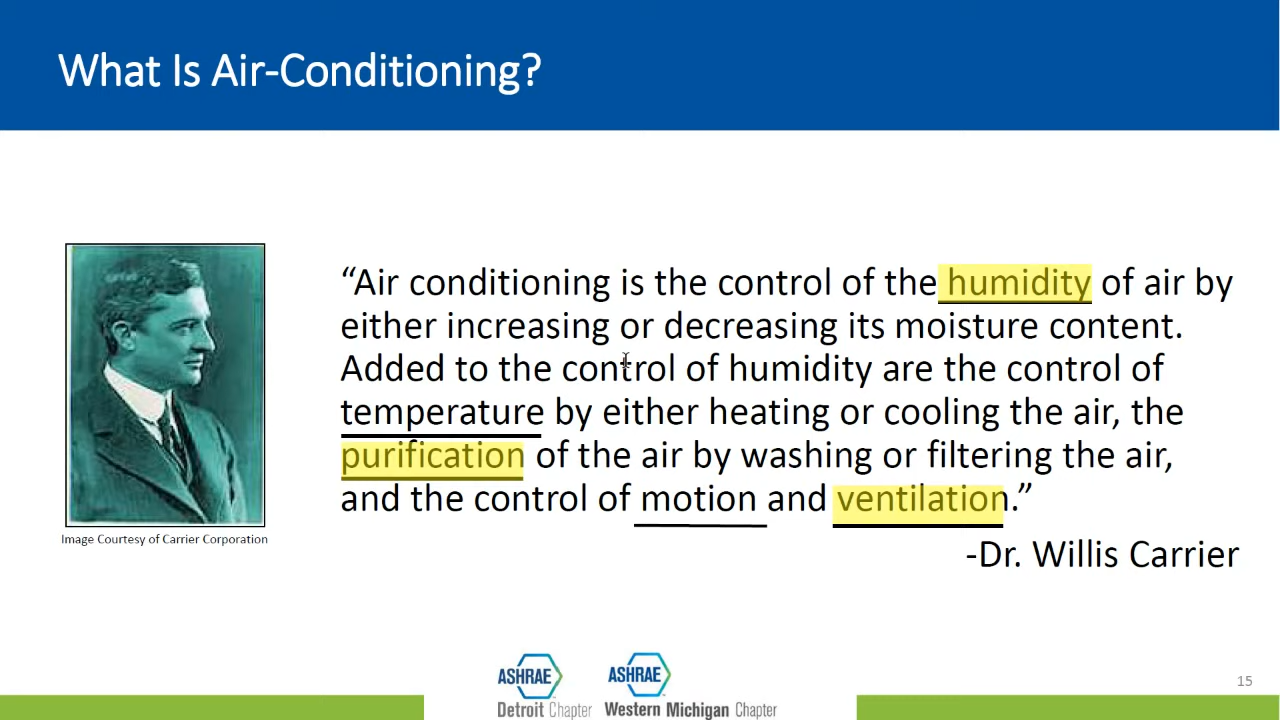 What Is Air-Conditioning?
“Air conditioning is the control of the humidity of air by
either increasing or decreasing its moisture content.
Added to the control of humidity are the control of
temperature by either heating or cooling the air, the
purification of the air by washing or filtering the air,
and the control of motion and ventilation.”
-Dr. Willis Carrier
Image Courtesy of Carrier Corporation
ASHRAE
Detroit Chapter
ASHRAE
Western Michigan Chapter
15